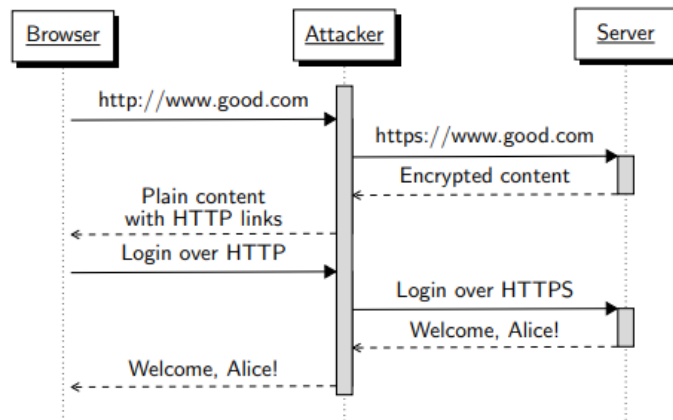 Browser
Attacker
Server
http://www.good.com
https://www.good.com
Encrypted content
Plain content
with HTTP links
Login over HTTP
Login over HTTPS
Welcome, Alice!
Welcome, Alice!